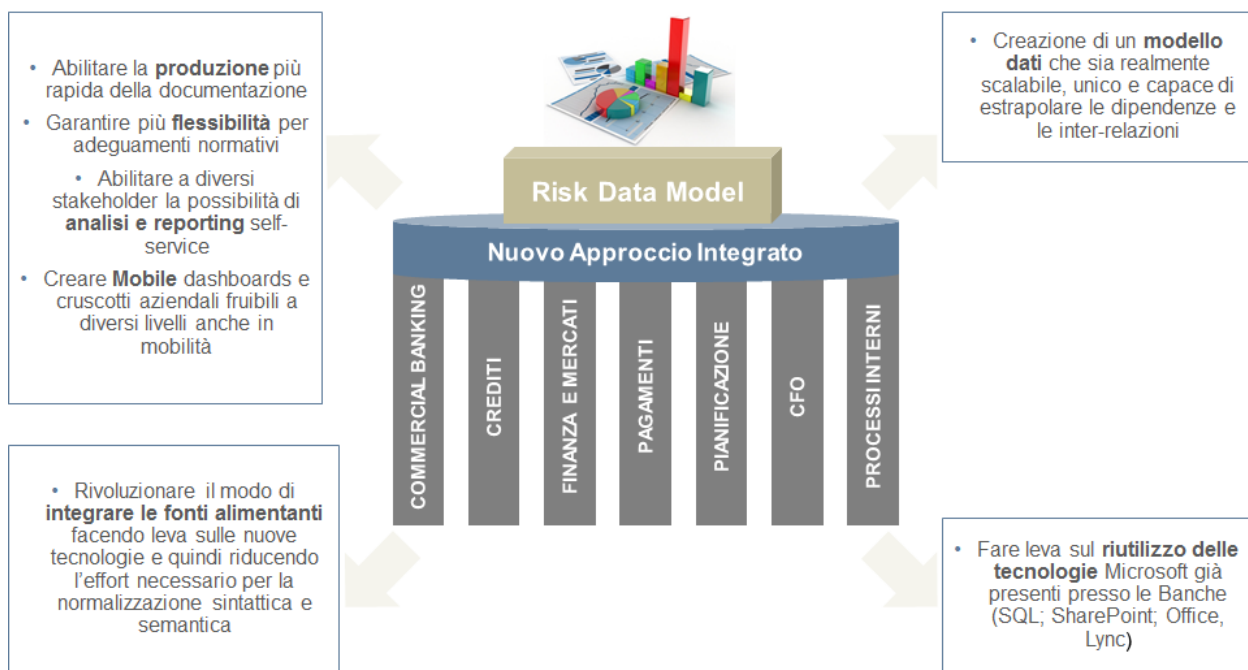 • Abilitare la produzione più
rapida della documentazione
• Garantire più flessibilità per
adeguamenti normativi
• Abilitare a diversi
stakeholder la possibilità di
analisi e reporting self-
service
• Creare Mobile dashboards e
cruscotti aziendali fruibili a
diversi livelli anche in
mobilità
• Creazione di un modello
dati che sia realmente
scalabile, unico e capace di
estrapolare le dipendenze e
le inter-relazioni
Risk Data Model
Nuovo Approccio Integrato
COMMERCIAL BANKING
CREDITI
FINANZA E MERCATI
PAGAMENTI
PIANIFICAZIONE
CFO
PROCESSI INTERNI
• Rivoluzionare il modo di
integrare le fonti alimentanti
facendo leva sulle nuove
tecnologie e quindi riducendo
l'effort necessario per la
normalizzazione sintattica e
semantica
• Fare leva sul riutilizzo delle
tecnologie Microsoft già
presenti presso le Banche
(SQL; SharePoint; Office,
Lync)